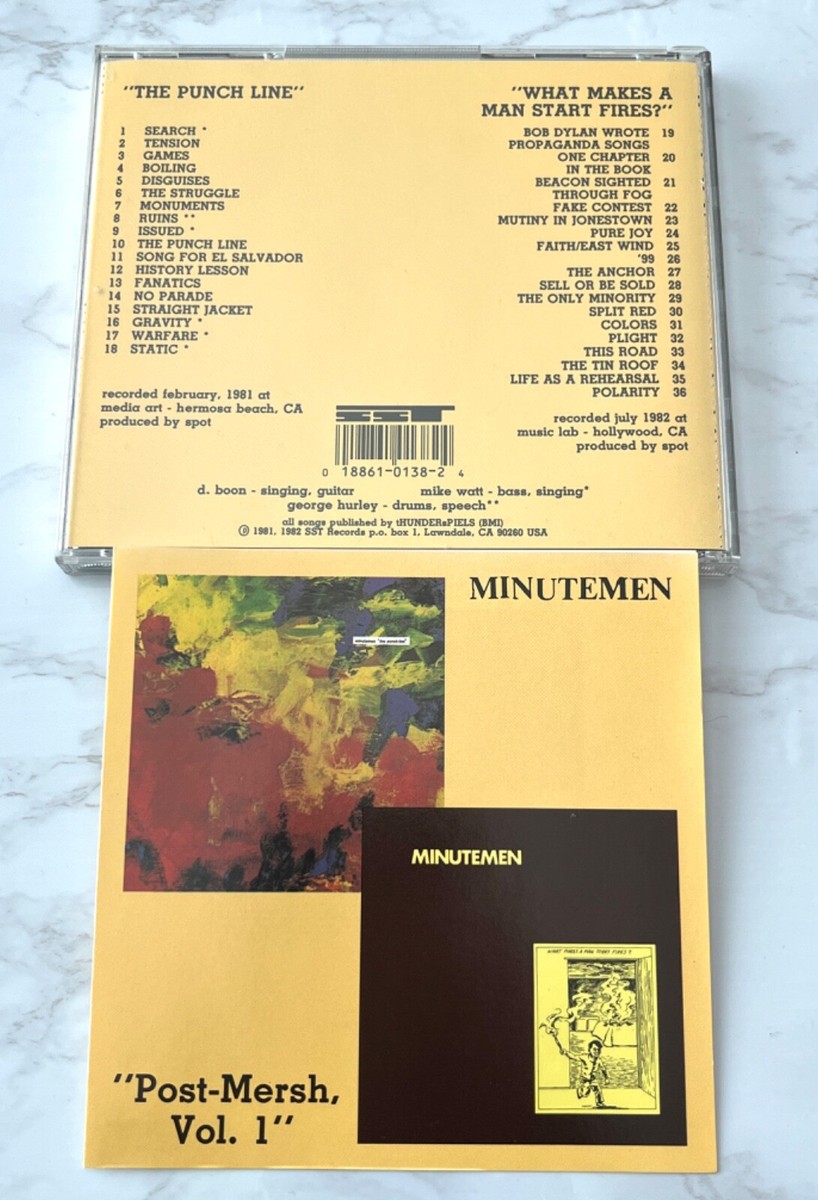 "THE PUNCH LINE"
1 SEARCH *
2 TENSION
3 GAMES
4 BOILING
5 DISGUISES
6 THE STRUGGLE
7 MONUMENTS
8 RUINS **
9 ISSUED *
10 THE PUNCH LINE
11 SONG FOR EL SALVADOR
12 HISTORY LESSON
13 FANATICS
14 NO PARADE
15 STRAIGHT JACKET
16 GRAVITY *
17 WARFARE *
18 STATIC *
recorded february, 1981 at
media art - hermosa beach, CA
produced by spot
"WHAT MAKES A
MAN START FIRES?"
BOB DYLAN WROTE 19
PROPAGANDA SONGS
ONE CHAPTER 20
IN THE BOOK
BEACON SIGHTED 21
THROUGH FOG
FAKE CONTEST 22
MUTINY IN JONESTOWN 23
PURE JOY 24
FAITH/EAST WIND 25
'99 26
THE ANCHOR 27
SELL OR BE SOLD 28
THE ONLY MINORITY 29
SPLIT RED 30
COLORS 31
PLIGHT 32
THIS ROAD 33
THE TIN ROOF 34
LIFE AS A REHEARSAL 35
POLARITY 36
recorded july 1982 at
music lab - hollywood, CA
produced by spot
SST
0 18861-0138-2 4
d. boon - singing, guitar mike watt - bass, singing*
george hurley - drums, speech**
all songs published by tHUNDERsPIELS (BMI)
℗ 1981, 1982 SST Records p.o. box 1, Lawndale, CA 90260 USA
MINUTEMEN
minutemen "the punch line"
MINUTEMEN
WHAT MAKES A MAN START FIRES?
"Post-Mersh,
Vol. 1"